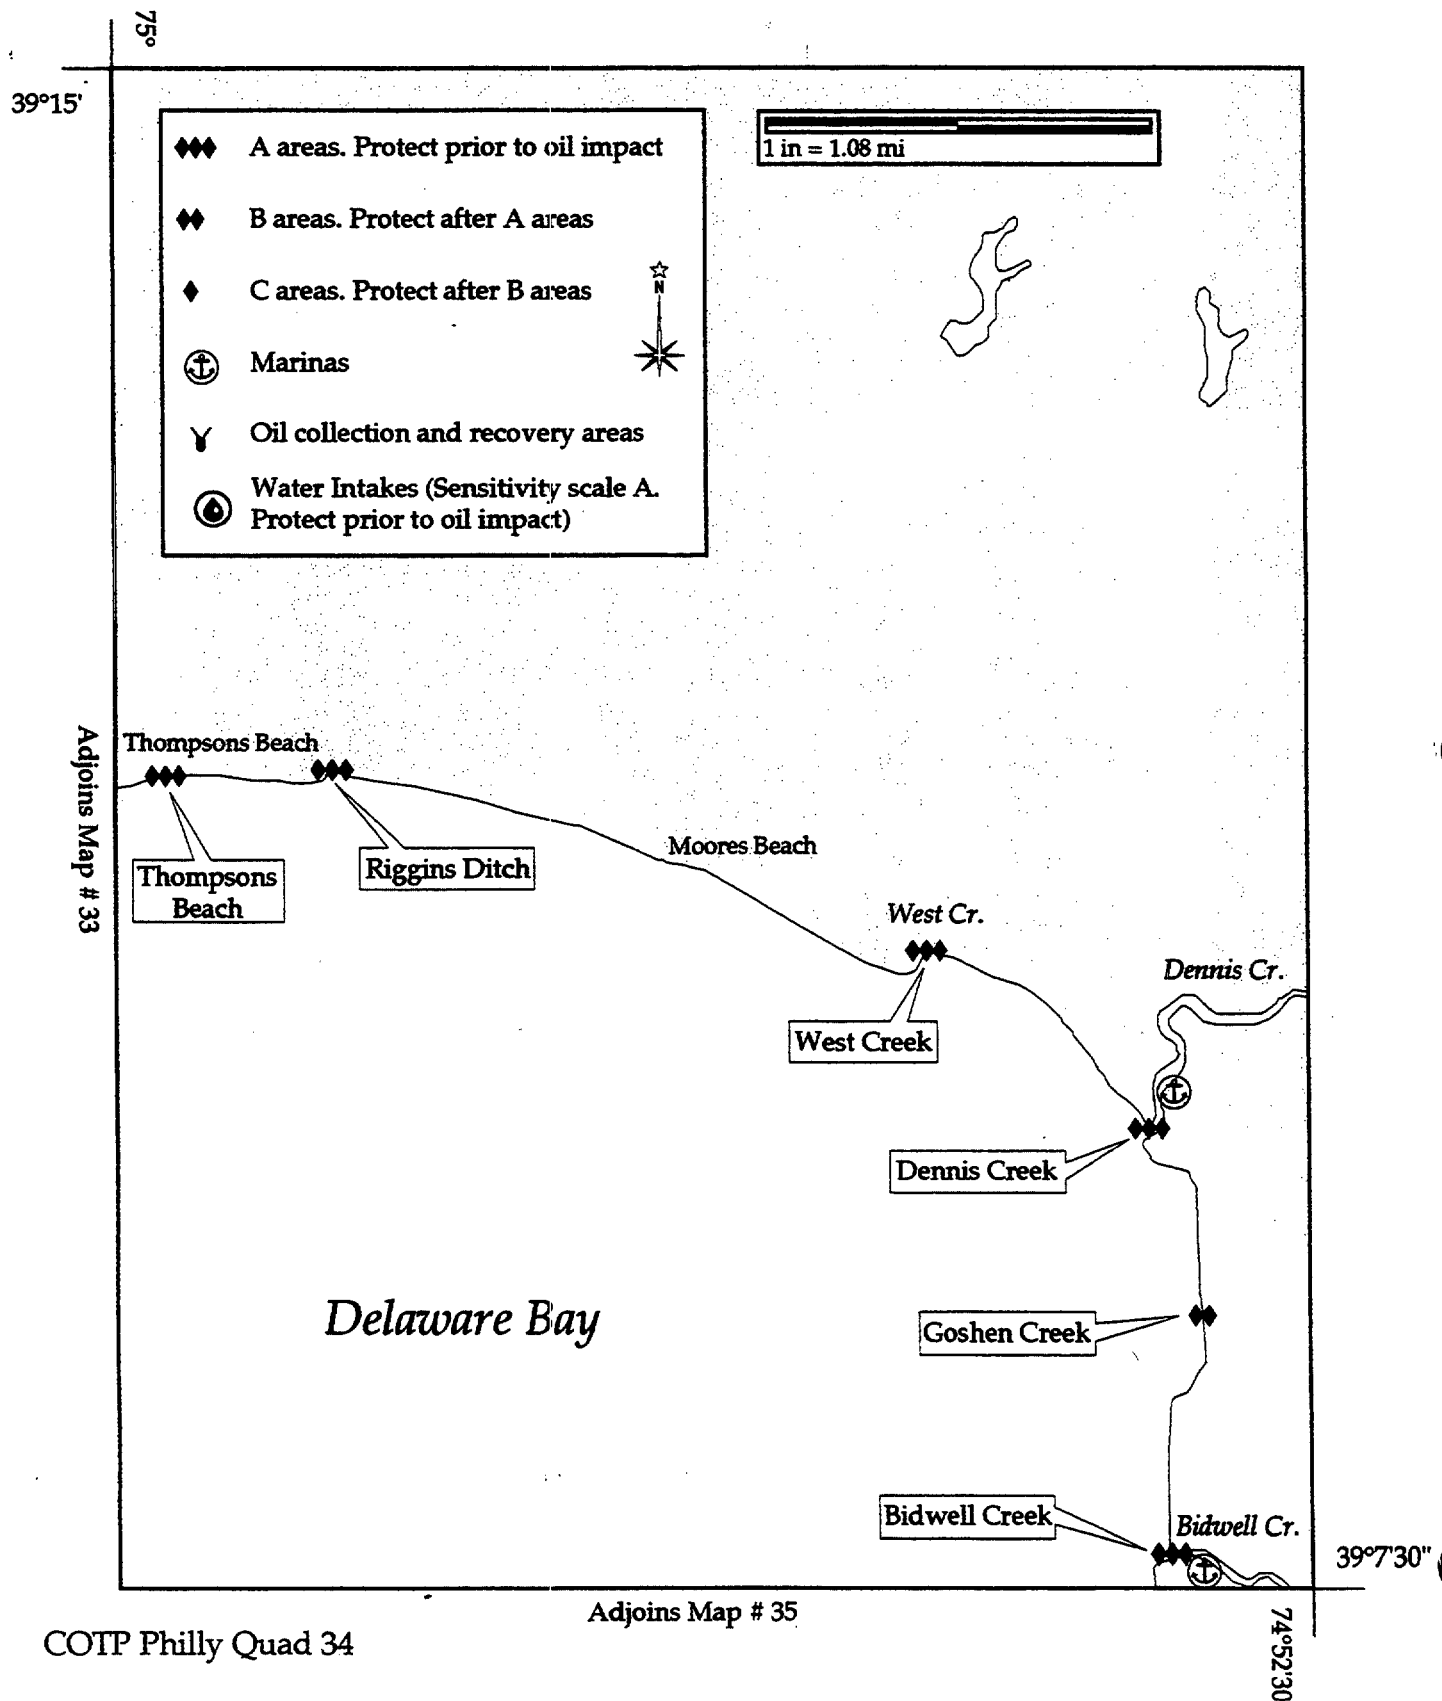 75°
39°15'
A areas. Protect prior to oil impact
1 in = 1.08 mi
B areas. Protect after A areas
C areas. Protect after B areas
N
Marinas
Oil collection and recovery areas
Water Intakes (Sensitivity scale A.
Protect prior to oil impact)
Adjoins Map # 33
Thompsons Beach
Moores Beach
Riggins Ditch
Thompsons
Beach
West Cr.
Dennis Cr.
West Creek
Dennis Creek
Delaware Bay
Goshen Creek
Bidwell Creek
Bidwell Cr.
39°7'30"
Adjoins Map # 35
74°52'30
COTP Philly Quad 34